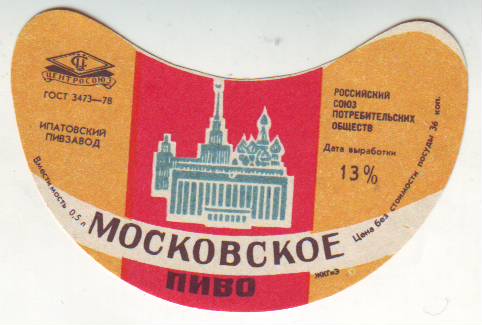 ЦЕНТРОСОЮЗ
ГОСТ 3473—78
ИПАТОВСКИЙ
ПИВЗАВОД
Вместимость 0,5 л
РОССИЙСКИЙ
СОЮЗ
ПОТРЕБИТЕЛЬСКИХ
ОБЩЕСТВ
Дата выработки
13%
Цена без стоимости посуды 36 коп.
МОСКОВСКОЕ
ПИВО